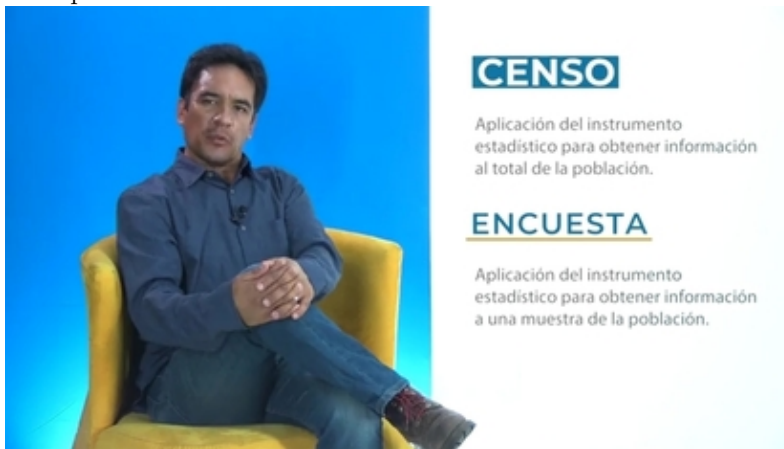 CENSO
Aplicación del instrumento
estadístico para obtener información
al total de la población.
ENCUESTA
Aplicación del instrumento
estadístico para obtener información
a una muestra de la población.